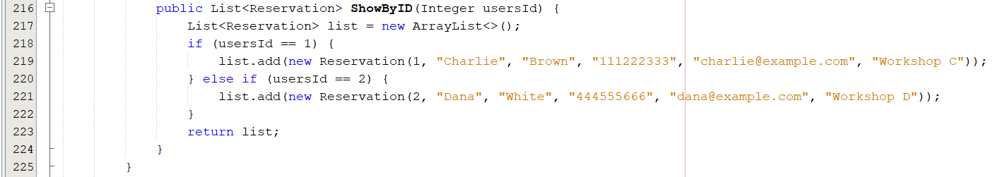 216 public List<Reservation> ShowByID(Integer usersId) {
217 List<Reservation> list = new ArrayList<>();
218 if (usersId == 1) {
219 list.add(new Reservation(1, "Charlie", "Brown", "111222333", "charlie@example.com", "Workshop C"));
220 } else if (usersId == 2) {
221 list.add(new Reservation(2, "Dana", "White", "444555666", "dana@example.com", "Workshop D"));
222 }
223 return list;
224 }
225 }